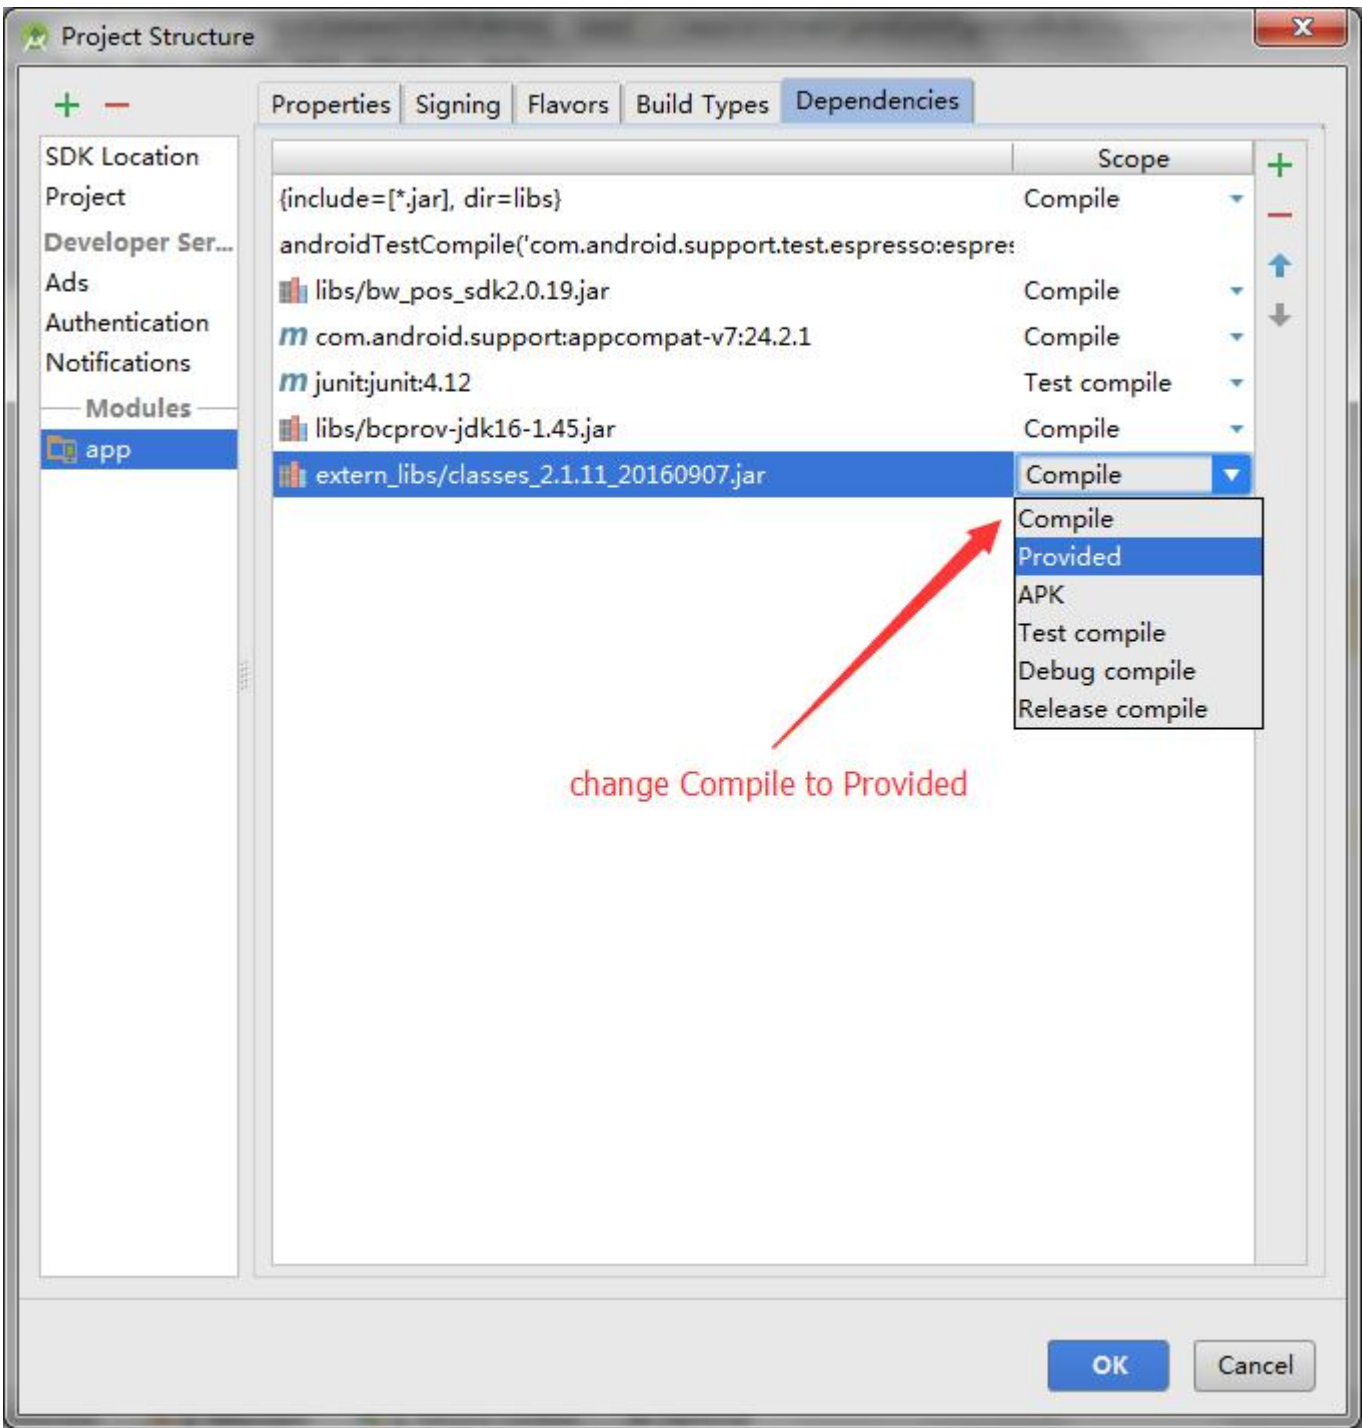 Project Structure
Properties Signing Flavors Build Types Dependencies
SDK Location
Project
Developer Ser...
Ads
Authentication
Notifications
Modules
app
Scope
{include=[*.jar], dir=libs} Compile
androidTestCompile('com.android.support.test.espresso:espres
libs/bw_pos_sdk2.0.19.jar Compile
m com.android.support:appcompat-v7:24.2.1 Compile
m junit:junit:4.12 Test compile
libs/bcprov-jdk16-1.45.jar Compile
extern_libs/classes_2.1.11_20160907.jar Compile
Compile
Provided
APK
Test compile
Debug compile
Release compile
change Compile to Provided
OK Cancel